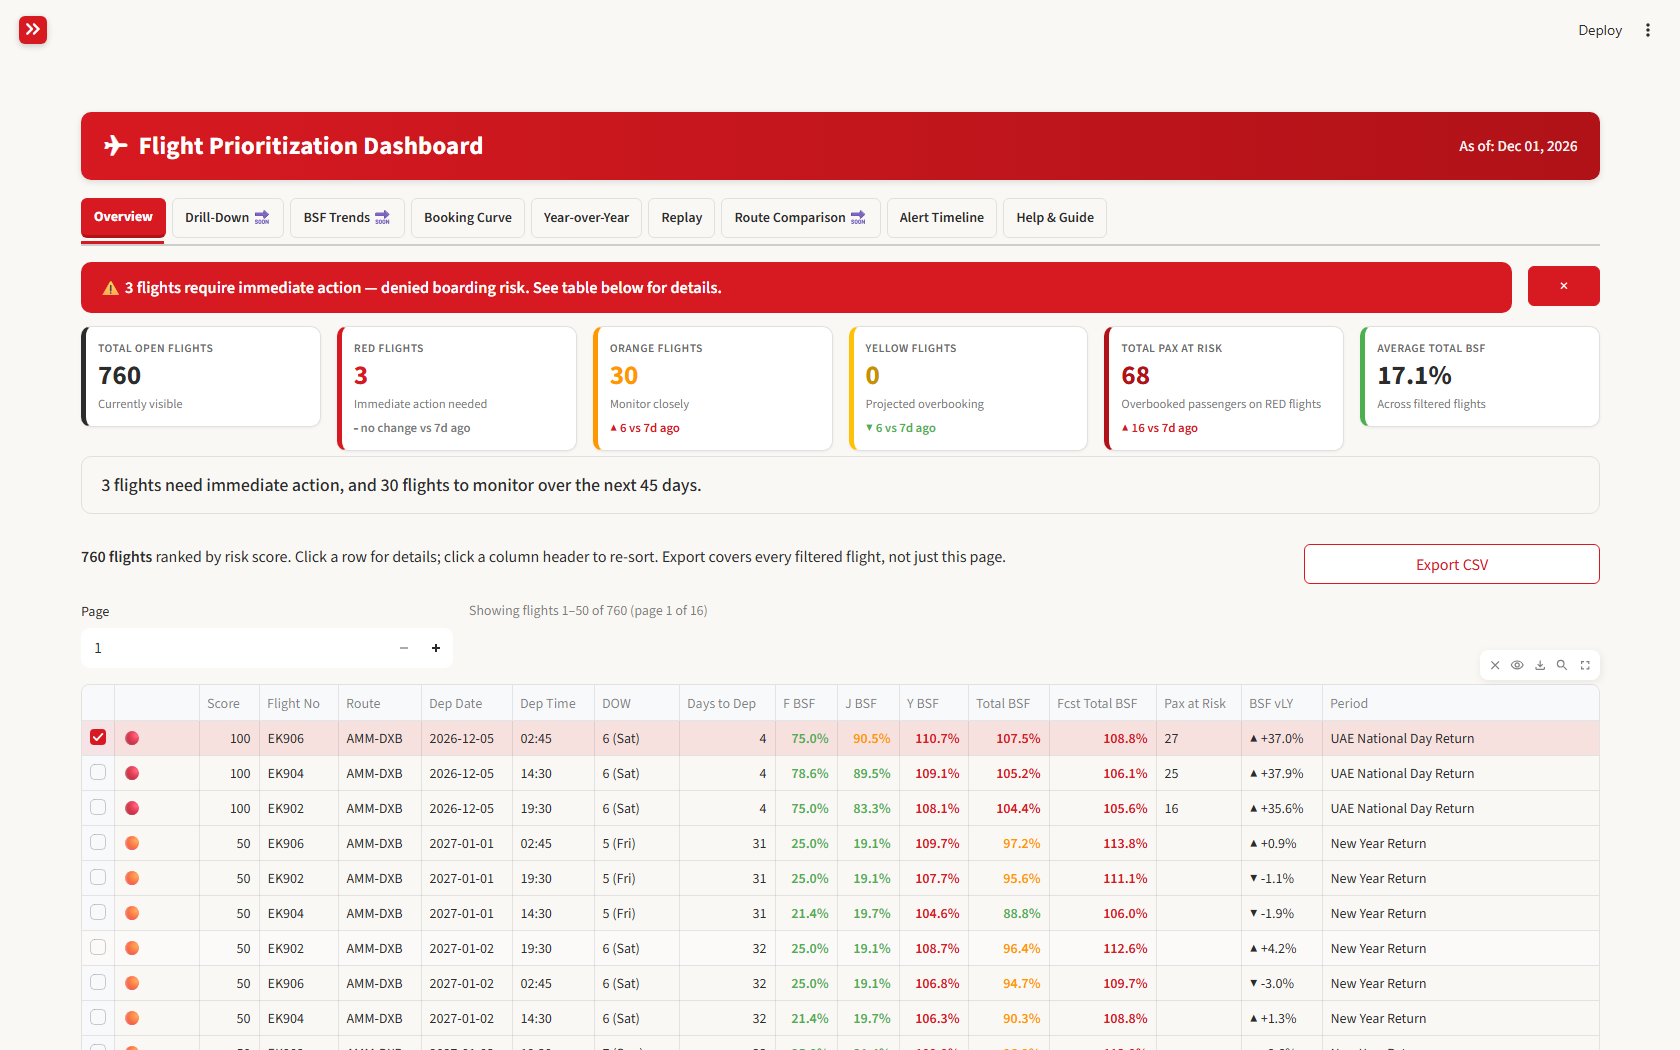 Deploy
Flight Prioritization Dashboard
As of: Dec 01, 2026
Overview
Drill-Down SOON
BSF Trends SOON
Booking Curve
Year-over-Year
Replay
Route Comparison SOON
Alert Timeline
Help & Guide
3 flights require immediate action — denied boarding risk. See table below for details.
×
TOTAL OPEN FLIGHTS
760
Currently visible
RED FLIGHTS
3
Immediate action needed
- no change vs 7d ago
ORANGE FLIGHTS
30
Monitor closely
▲ 6 vs 7d ago
YELLOW FLIGHTS
0
Projected overbooking
▼ 6 vs 7d ago
TOTAL PAX AT RISK
68
Overbooked passengers on RED flights
▲ 16 vs 7d ago
AVERAGE TOTAL BSF
17.1%
Across filtered flights
3 flights need immediate action, and 30 flights to monitor over the next 45 days.
760 flights ranked by risk score. Click a row for details; click a column header to re-sort. Export covers every filtered flight, not just this page.
Export CSV
Page
Showing flights 1–50 of 760 (page 1 of 16)
1
Score Flight No Route Dep Date Dep Time DOW Days to Dep F BSF J BSF Y BSF Total BSF Fcst Total BSF Pax at Risk BSF vLY Period
100 EK906 AMM-DXB 2026-12-05 02:45 6 (Sat) 4 75.0% 90.5% 110.7% 107.5% 108.8% 27 ▲ +37.0% UAE National Day Return
100 EK904 AMM-DXB 2026-12-05 14:30 6 (Sat) 4 78.6% 89.5% 109.1% 105.2% 106.1% 25 ▲ +37.9% UAE National Day Return
100 EK902 AMM-DXB 2026-12-05 19:30 6 (Sat) 4 75.0% 83.3% 108.1% 104.4% 105.6% 16 ▲ +35.6% UAE National Day Return
50 EK906 AMM-DXB 2027-01-01 02:45 5 (Fri) 31 25.0% 19.1% 109.7% 97.2% 113.8% ▲ +0.9% New Year Return
50 EK902 AMM-DXB 2027-01-01 19:30 5 (Fri) 31 25.0% 19.1% 107.7% 95.6% 111.1% ▼ -1.1% New Year Return
50 EK904 AMM-DXB 2027-01-01 14:30 5 (Fri) 31 21.4% 19.7% 104.6% 88.8% 106.0% ▼ -1.9% New Year Return
50 EK902 AMM-DXB 2027-01-02 19:30 6 (Sat) 32 25.0% 19.1% 108.7% 96.4% 112.6% ▲ +4.2% New Year Return
50 EK906 AMM-DXB 2027-01-02 02:45 6 (Sat) 32 25.0% 19.1% 106.8% 94.7% 109.7% ▼ -3.0% New Year Return
50 EK904 AMM-DXB 2027-01-02 14:30 6 (Sat) 32 21.4% 19.7% 106.3% 90.3% 108.8% ▲ +1.3% New Year Return